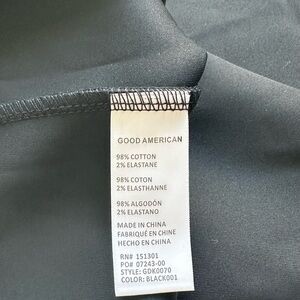 GOOD AMERICAN
98% COTTON
2% ELASTANE
98% COTON
2% ELASTHANNE
98% ALGODÓN
2% ELASTANO
MADE IN CHINA
FABRIQUÉ EN CHINE
HECHO EN CHINA
RN# 151301
PO# 07243-00
STYLE: GDK0070
COLOR: BLACK001